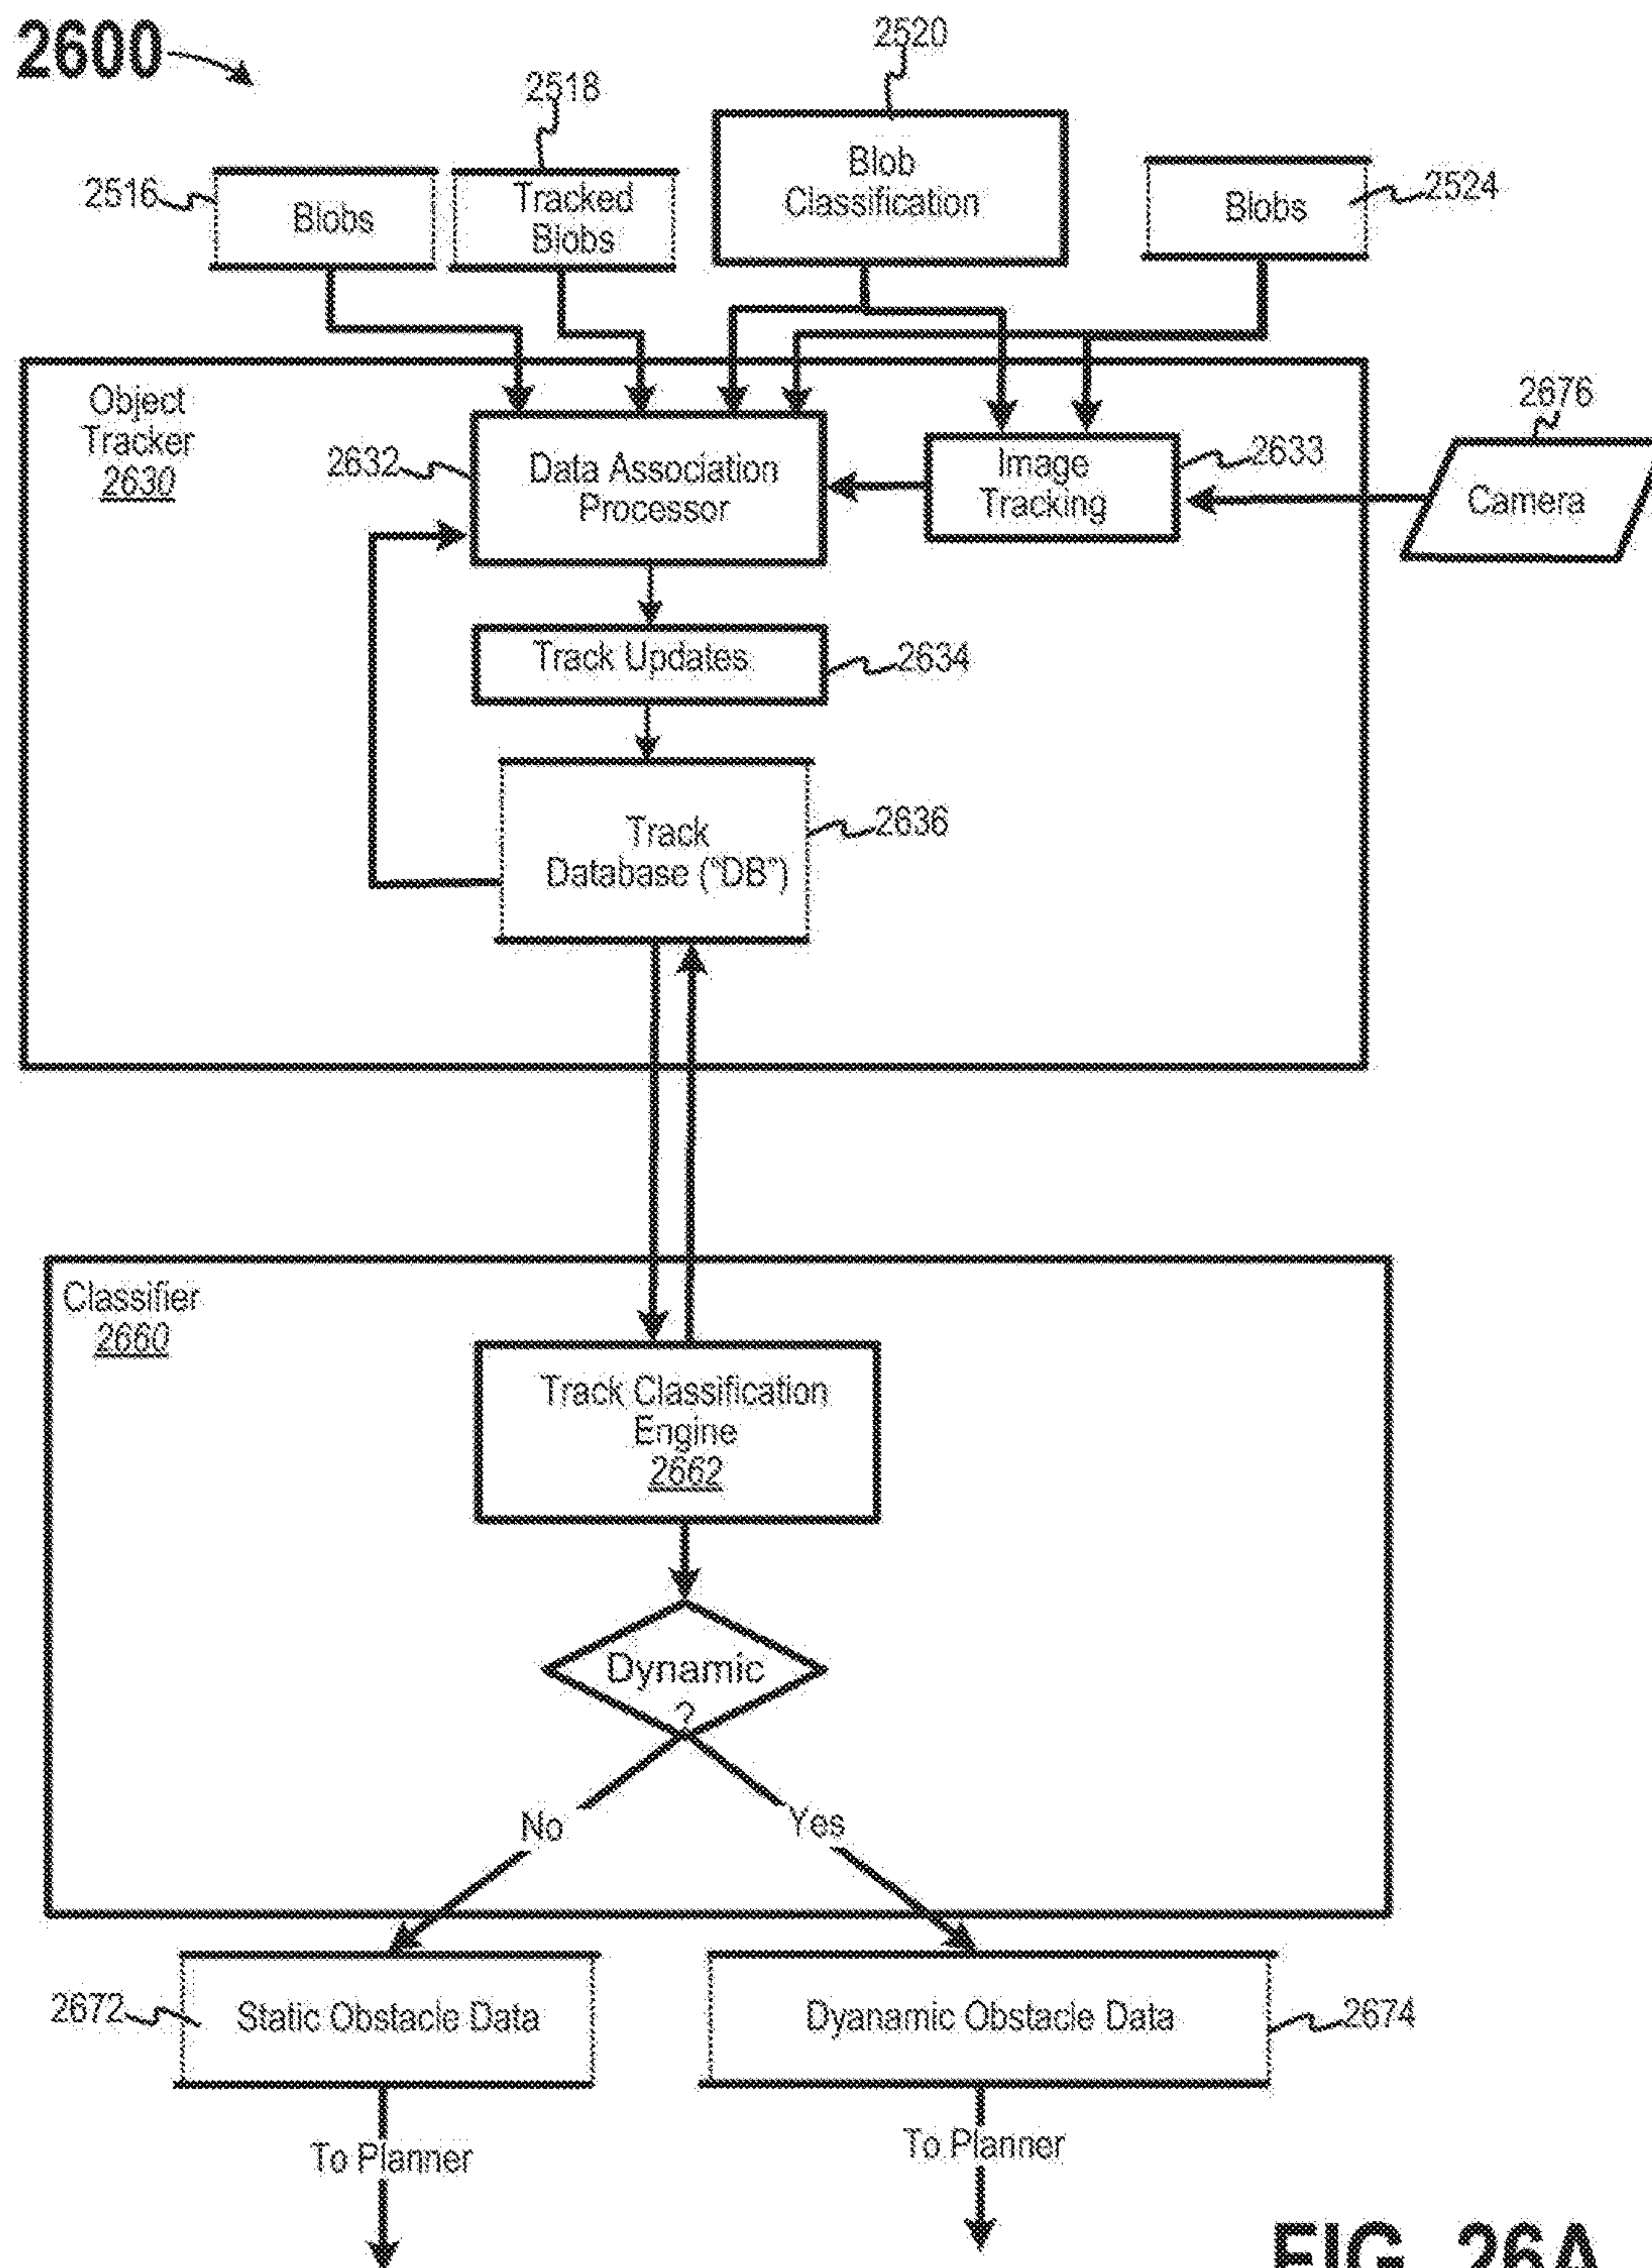 2600
2520
2518
Blob
Classification
2516
Blobs
Tracked
Blobs
Blobs
2524
Object
Tracker
2630
2676
2632
Data Association
Processor
Image
Tracking
2633
Camera
Track Updates
2634
Track
Database ("DB")
2636
Classifier
2660
Track Classification
Engine
2662
Dynamic
?
No
Yes
2672
Static Obstacle Data
Dyanamic Obstacle Data
2674
To Planner
To Planner
FIG. 26A